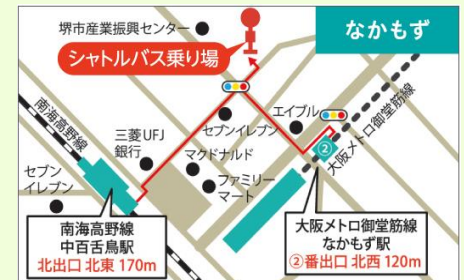 堺市産業振興センター
なかもず
シャトルバス乗り場
南海高野線
三菱UFJ
銀行
セブンイレブン
エイブル
マクドナルド
ファミリー
マート
②
大阪メトロ御堂筋線
セブン
イレブン
南海高野線
中百舌鳥駅
北出口 北東 170m
大阪メトロ御堂筋線
なかもず駅
②番出口 北西 120m